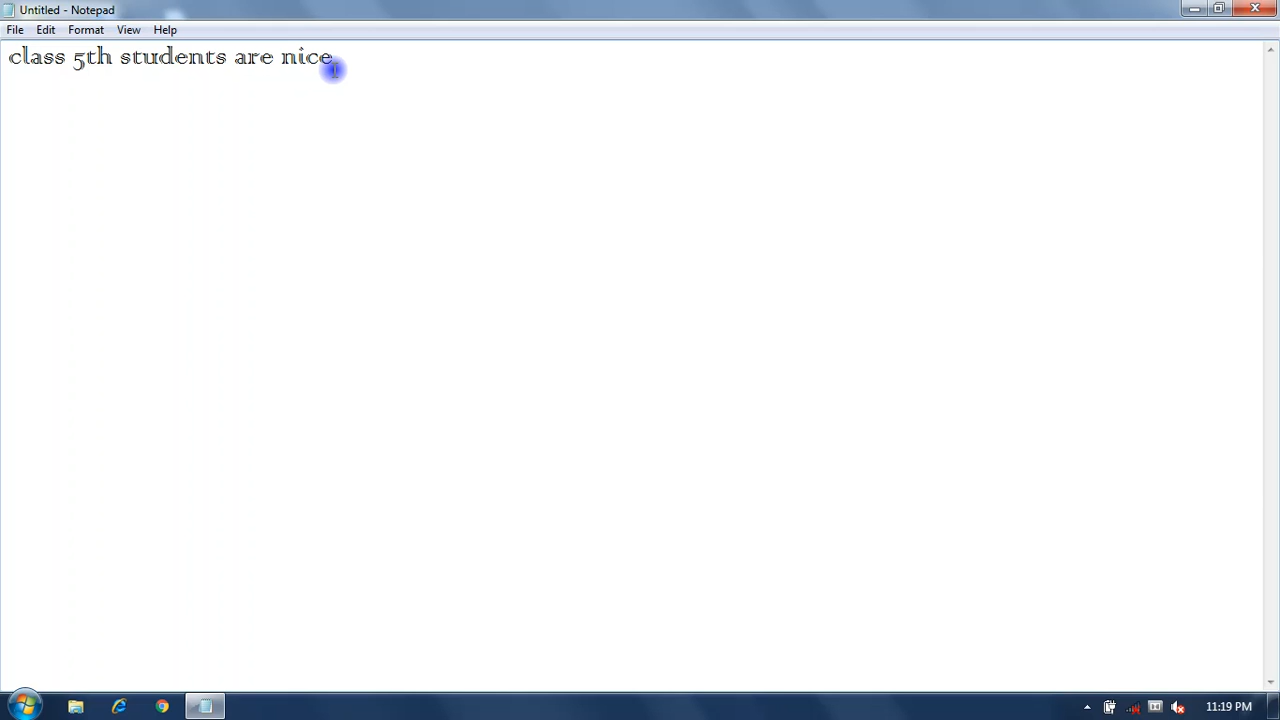 Untitled - Notepad
File Edit Format View Help
class 5th students are nice
11:19 PM